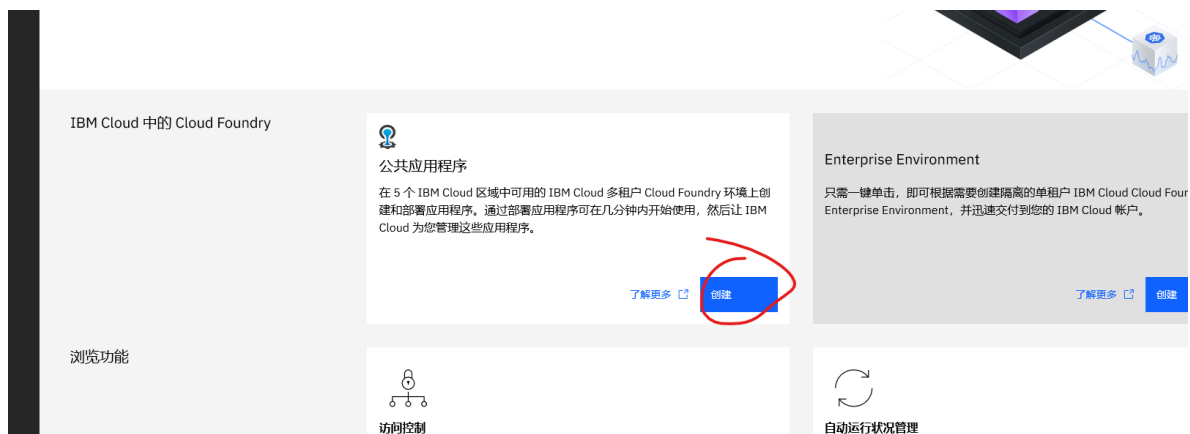 IBM Cloud 中的 Cloud Foundry
公共应用程序
在 5 个 IBM Cloud 区域中可用的 IBM Cloud 多租户 Cloud Foundry 环境上创
建和部署应用程序。通过部署应用程序可在几分钟内开始使用，然后让 IBM
Cloud 为您管理这些应用程序。
了解更多
创建
Enterprise Environment
只需一键单击，即可根据需要创建隔离的单租户 IBM Cloud Cloud Foun
Enterprise Environment，并迅速交付到您的 IBM Cloud 帐户。
了解更多
创建
浏览功能
访问控制
自动运行状况管理